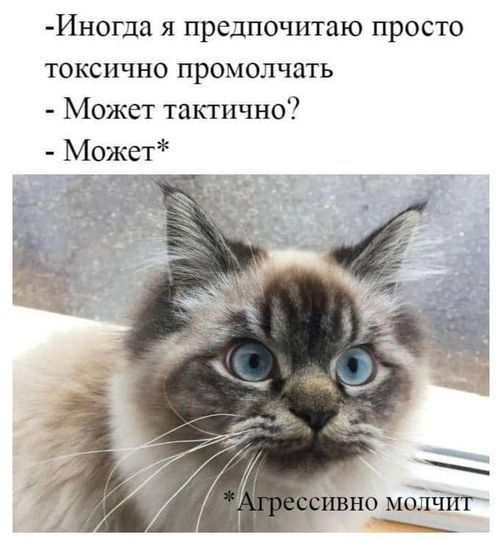 -Иногда я предпочитаю просто
токсично промолчать
- Может тактично?
- Может*
*Агрессивно молчит